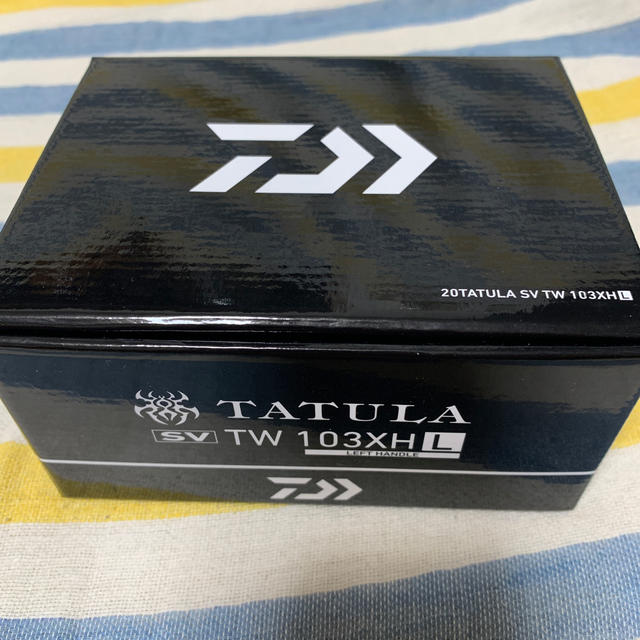 20TATULA SV TW 103XHL
TATULA
SV TW 103XHL
LEFT HANDLE